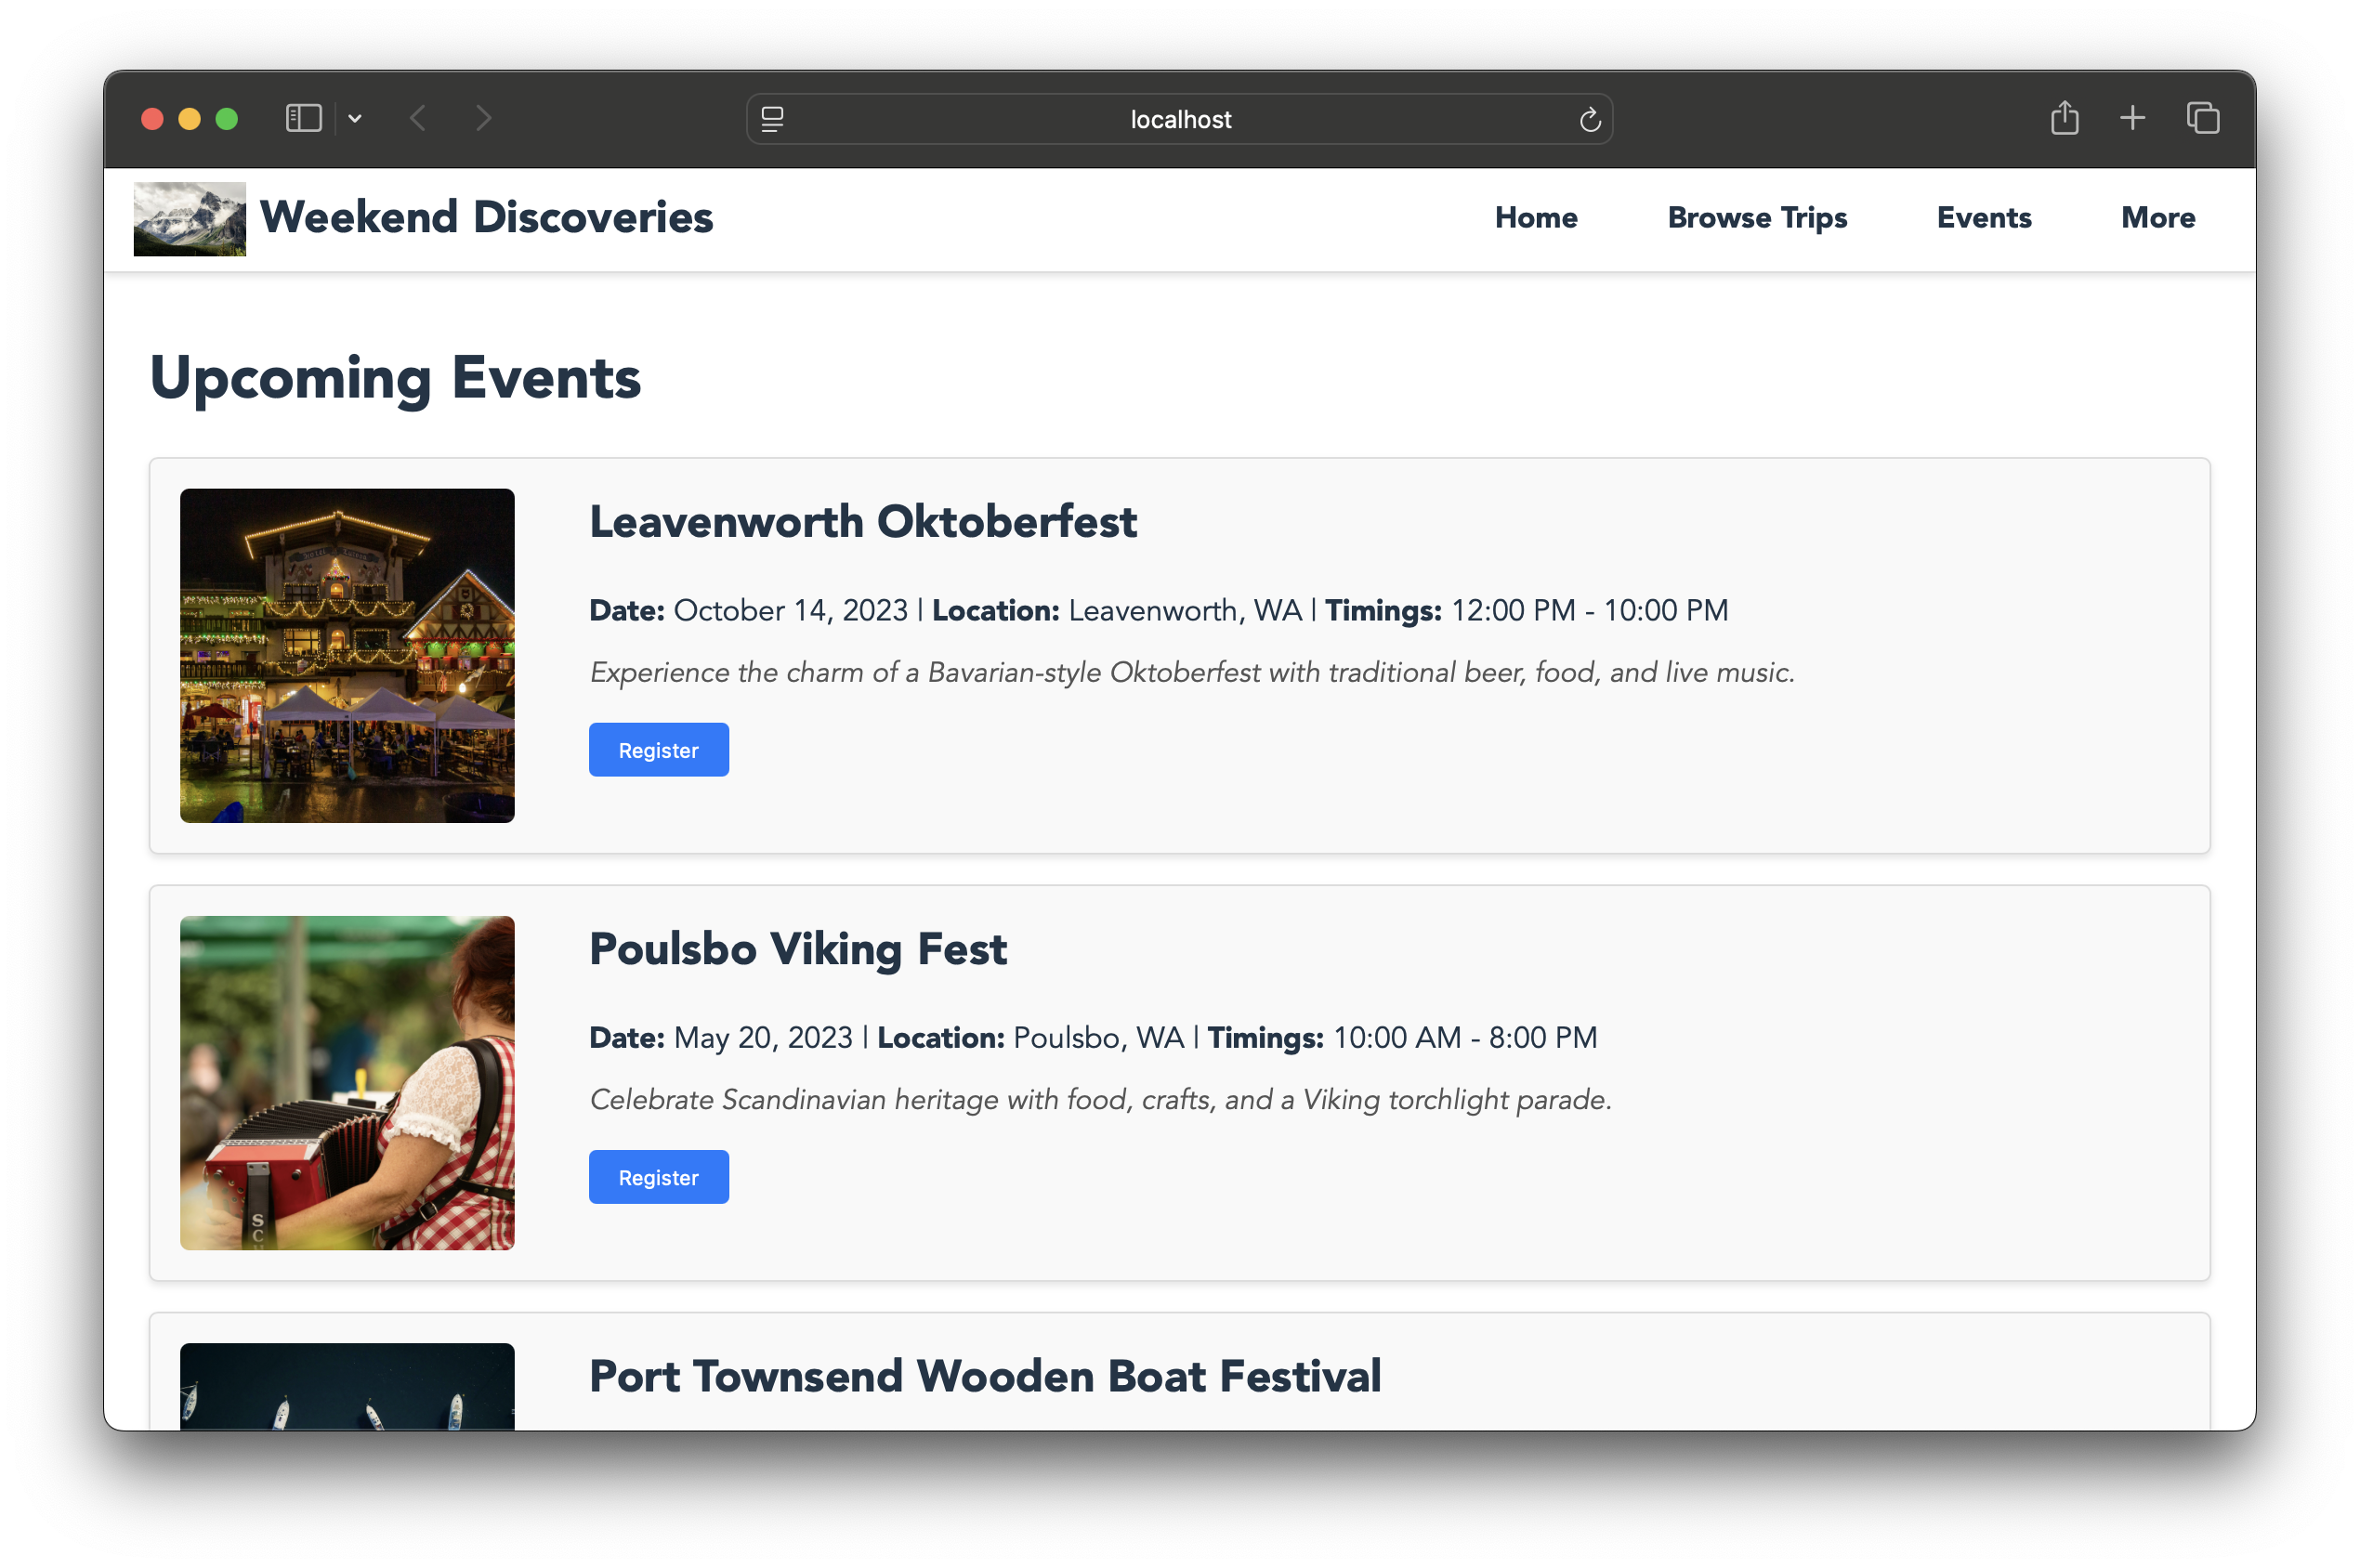 localhost
Weekend Discoveries
Home Browse Trips Events More
Upcoming Events
Leavenworth Oktoberfest
Date: October 14, 2023 | Location: Leavenworth, WA | Timings: 12:00 PM - 10:00 PM
Experience the charm of a Bavarian-style Oktoberfest with traditional beer, food, and live music.
Register
Poulsbo Viking Fest
Date: May 20, 2023 | Location: Poulsbo, WA | Timings: 10:00 AM - 8:00 PM
Celebrate Scandinavian heritage with food, crafts, and a Viking torchlight parade.
Register
Port Townsend Wooden Boat Festival